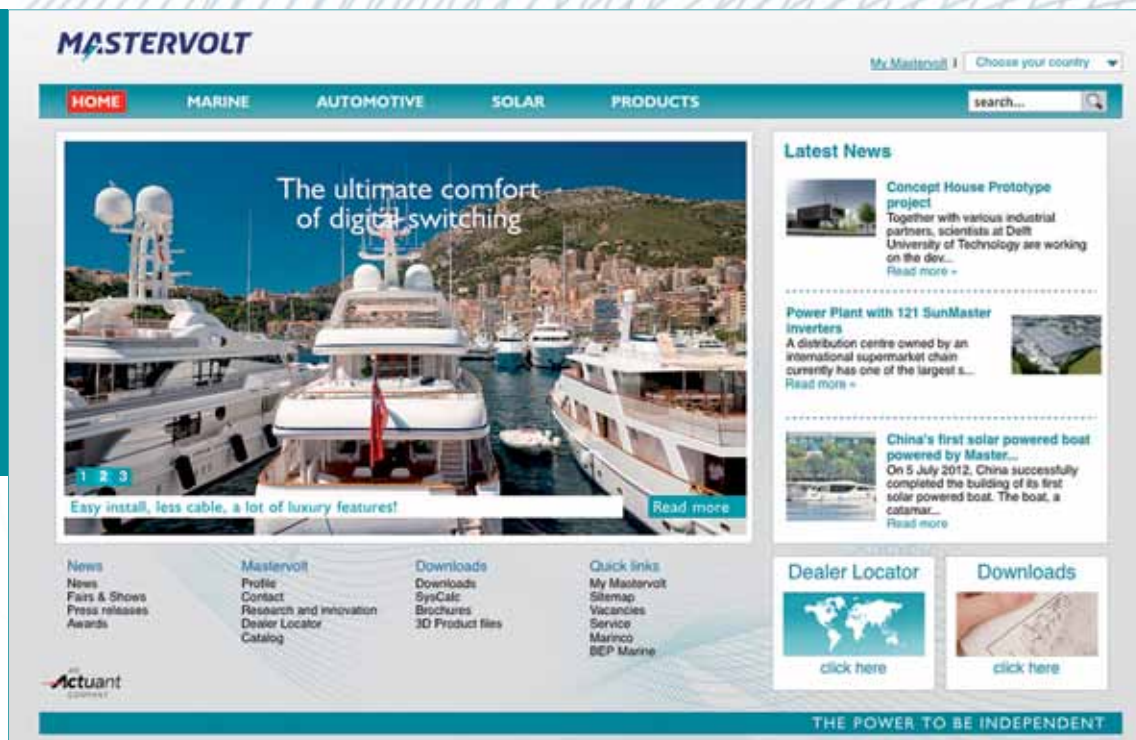 MASTERVOLT
My Mastervolt
Choose your country
HOME MARINE AUTOMOTIVE SOLAR PRODUCTS
search...
The ultimate comfort
of digital switching
1 2 3
Easy install, less cable, a lot of luxury features!
Read more
Latest News
Concept House Prototype
project
Together with various industrial
partners, scientists at Delft
University of Technology are working
on the dev...
Read more »
Power Plant with 121 SunMaster
inverters
A distribution centre owned by an
international supermarket chain
currently has one of the largest s...
Read more »
China's first solar powered boat
powered by Master...
On 5 July 2012, China successfully
completed the building of its first
solar powered boat. The boat, a
catamar...
Read more
News
News
Fairs & Shows
Press releases
Awards
Mastervolt
Profile
Contact
Research and innovation
Dealer Locator
Catalog
Downloads
Downloads
SysCalc
Brochures
3D Product files
Quick links
My Mastervolt
Sitemap
Vacancies
Service
Marinco
BEP Marine
Dealer Locator
click here
Downloads
click here
AN
Actuant
COMPANY
THE POWER TO BE INDEPENDENT